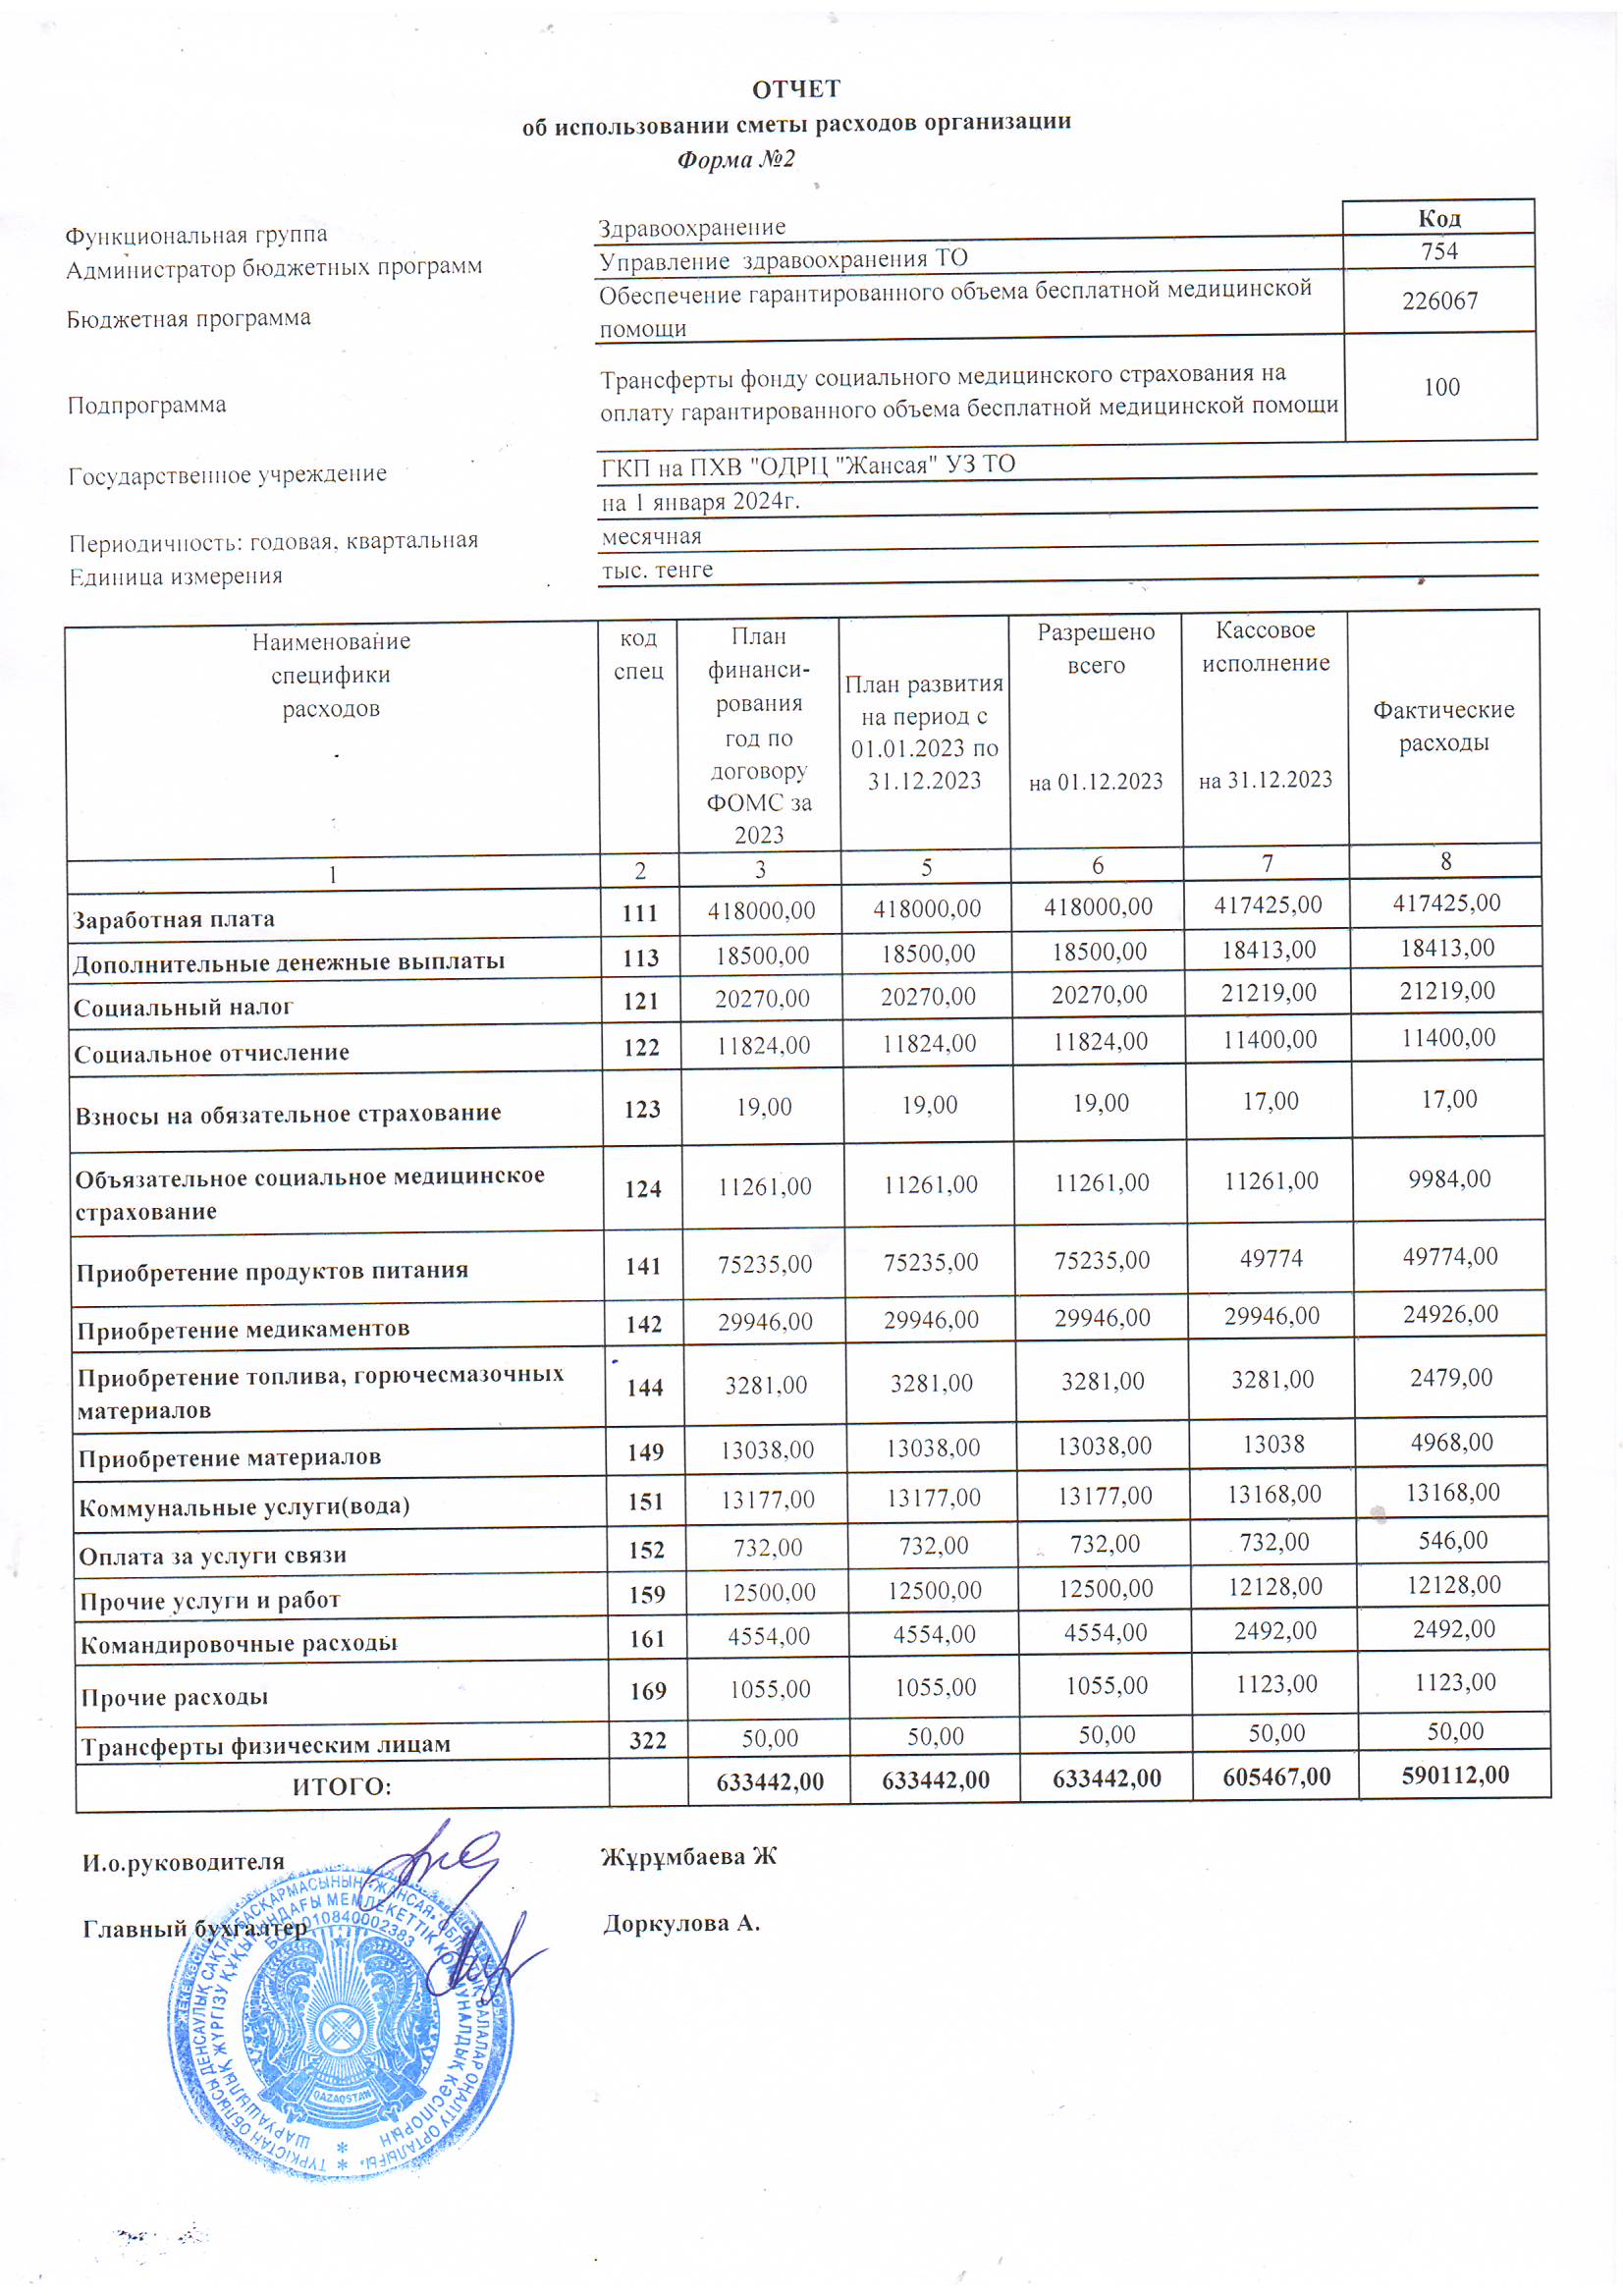 ОТЧЕТ
об использовании сметы расходов организации
Форма №2
Код
Функциональная группа Здравоохранение
Администратор бюджетных программ Управление здравоохранения ТО 754
Бюджетная программа Обеспечение гарантированного объема бесплатной медицинской
помощи 226067
Подпрограмма Трансферты фонду социального медицинского страхования на
оплату гарантированного объема бесплатной медицинской помощи 100
Государственное учреждение ГКП на ПХВ "ОДРЦ "Жансая" УЗ ТО
на 1 января 2024г.
Периодичность: годовая, квартальная месячная
Единица измерения тыс. тенге
Наименование
специфики
расходов
код
спец
План
финанси-
рования
год по
договору
ФОМС за
2023
План развития
на период с
01.01.2023 по
31.12.2023
Разрешено
всего
на 01.12.2023
Кассовое
исполнение
на 31.12.2023
Фактические
расходы
1 2 3 5 6 7 8
Заработная плата 111 418000,00 418000,00 418000,00 417425,00 417425,00
Дополнительные денежные выплаты 113 18500,00 18500,00 18500,00 18413,00 18413,00
Социальный налог 121 20270,00 20270,00 20270,00 21219,00 21219,00
Социальное отчисление 122 11824,00 11824,00 11824,00 11400,00 11400,00
Взносы на обязательное страхование 123 19,00 19,00 19,00 17,00 17,00
Объязательное социальное медицинское
страхование 124 11261,00 11261,00 11261,00 11261,00 9984,00
Приобретение продуктов питания 141 75235,00 75235,00 75235,00 49774 49774,00
Приобретение медикаментов 142 29946,00 29946,00 29946,00 29946,00 24926,00
Приобретение топлива, горючесмазочных
материалов 144 3281,00 3281,00 3281,00 3281,00 2479,00
Приобретение материалов 149 13038,00 13038,00 13038,00 13038 4968,00
Коммунальные услуги(вода) 151 13177,00 13177,00 13177,00 13168,00 13168,00
Оплата за услуги связи 152 732,00 732,00 732,00 732,00 546,00
Прочие услуги и работ 159 12500,00 12500,00 12500,00 12128,00 12128,00
Командировочные расходы 161 4554,00 4554,00 4554,00 2492,00 2492,00
Прочие расходы 169 1055,00 1055,00 1055,00 1123,00 1123,00
Трансферты физическим лицам 322 50,00 50,00 50,00 50,00 50,00
ИТОГО: 633442,00 633442,00 633442,00 605467,00 590112,00
И.о.руководителя Жұрұмбаева Ж
Главный бухгалтер Доркулова А.
ТҮРКІСТАН ОБЛЫСЫ ДЕНСАУЛЫҚ САҚТАУ БАСҚАРМАСЫНЫҢ «ЖАНСАЯ» ОБЛЫСТЫҚ БАЛАЛАР ОҢАЛТУ ОРТАЛЫҒЫ»
ШАРУАШЫЛЫҚ ЖҮРГІЗУ ҚҰҚЫҒЫНДАҒЫ МЕМЛЕКЕТТІК КОММУНАЛДЫҚ КӘСІПОРЫН
QAZAQSTAN